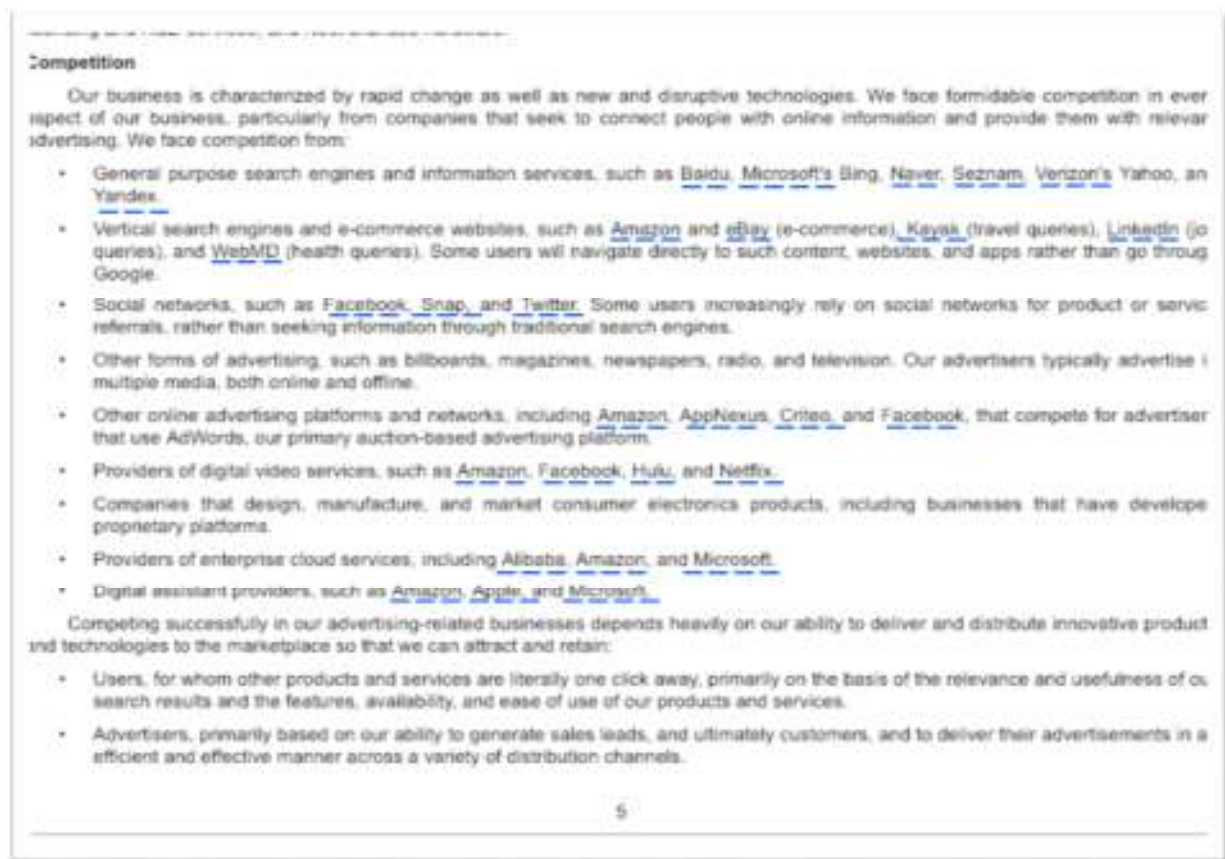 Competition
Our business is characterized by rapid change as well as new and disruptive technologies. We face formidable competition in ever
aspect of our business, particularly from companies that seek to connect people with online information and provide them with relevar
advertising. We face competition from:
• General purpose search engines and information services, such as Baidu, Microsoft's Bing, Naver, Seznam, Verizon's Yahoo, an
Yandex.
• Vertical search engines and e-commerce websites, such as Amazon and eBay (e-commerce), Kayak (travel queries), LinkedIn (jo
queries), and WebMD (health queries). Some users will navigate directly to such content, websites, and apps rather than go throug
Google.
• Social networks, such as Facebook, Snap, and Twitter. Some users increasingly rely on social networks for product or servic
referrals, rather than seeking information through traditional search engines.
• Other forms of advertising, such as billboards, magazines, newspapers, radio, and television. Our advertisers typically advertise i
multiple media, both online and offline.
• Other online advertising platforms and networks, including Amazon, AppNexus, Criteo, and Facebook, that compete for advertiser
that use AdWords, our primary auction-based advertising platform.
• Providers of digital video services, such as Amazon, Facebook, Hulu, and Netflix.
• Companies that design, manufacture, and market consumer electronics products, including businesses that have develope
proprietary platforms.
• Providers of enterprise cloud services, including Alibaba, Amazon, and Microsoft.
• Digital assistant providers, such as Amazon, Apple, and Microsoft.
Competing successfully in our advertising-related businesses depends heavily on our ability to deliver and distribute innovative product
and technologies to the marketplace so that we can attract and retain:
• Users, for whom other products and services are literally one click away, primarily on the basis of the relevance and usefulness of ou
search results and the features, availability, and ease of use of our products and services.
• Advertisers, primarily based on our ability to generate sales leads, and ultimately customers, and to deliver their advertisements in a
efficient and effective manner across a variety of distribution channels.
5